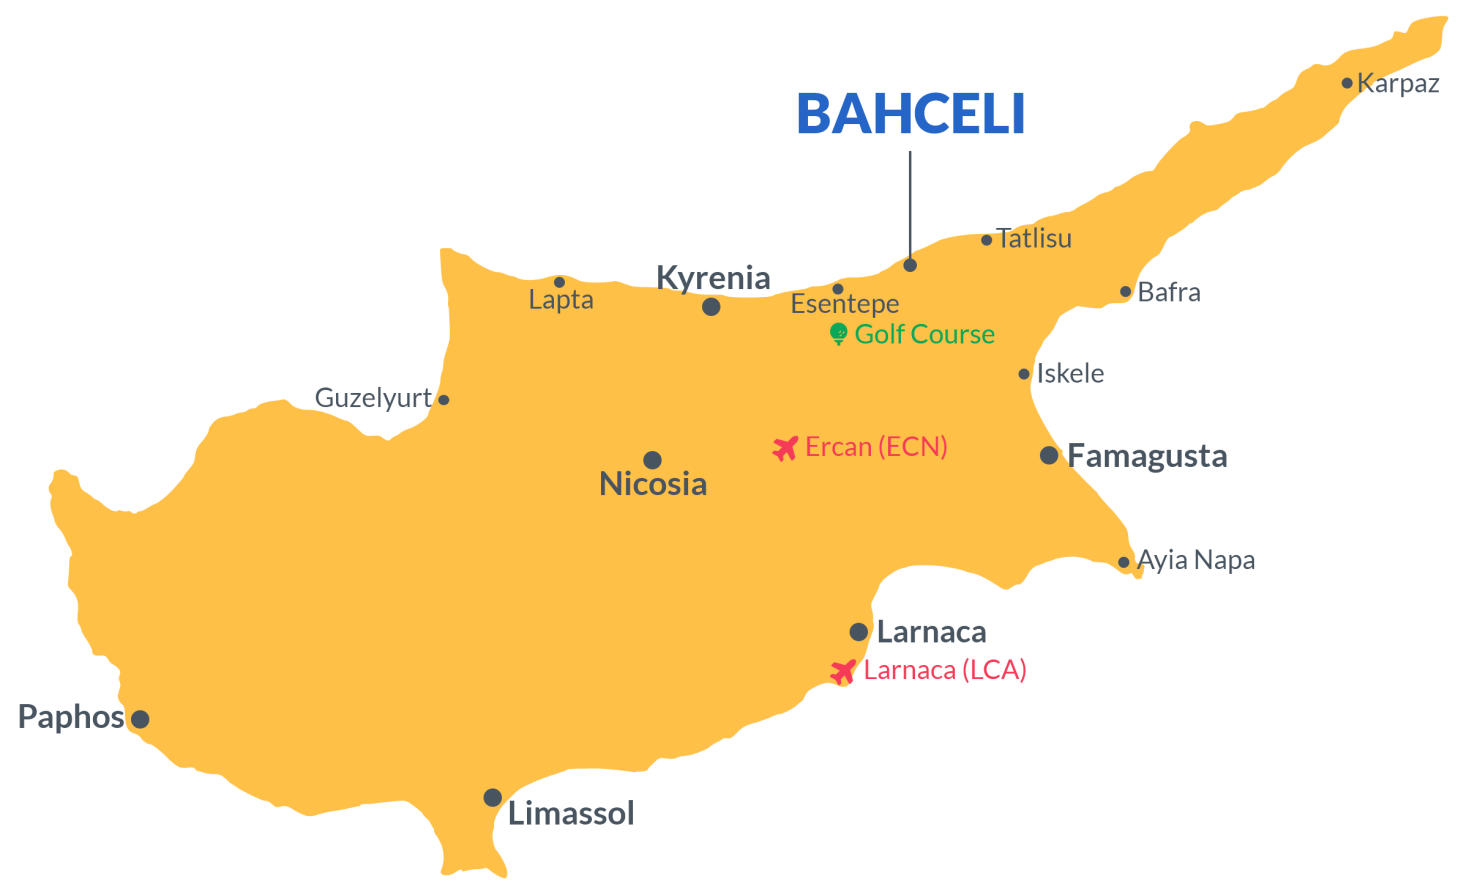 Karpaz
BAHCELI
Tatlisu
Kyrenia
Lapta
Esentepe
Bafra
Golf Course
Iskele
Guzelyurt
Ercan (ECN)
Famagusta
Nicosia
Ayia Napa
Larnaca
Larnaca (LCA)
Paphos
Limassol